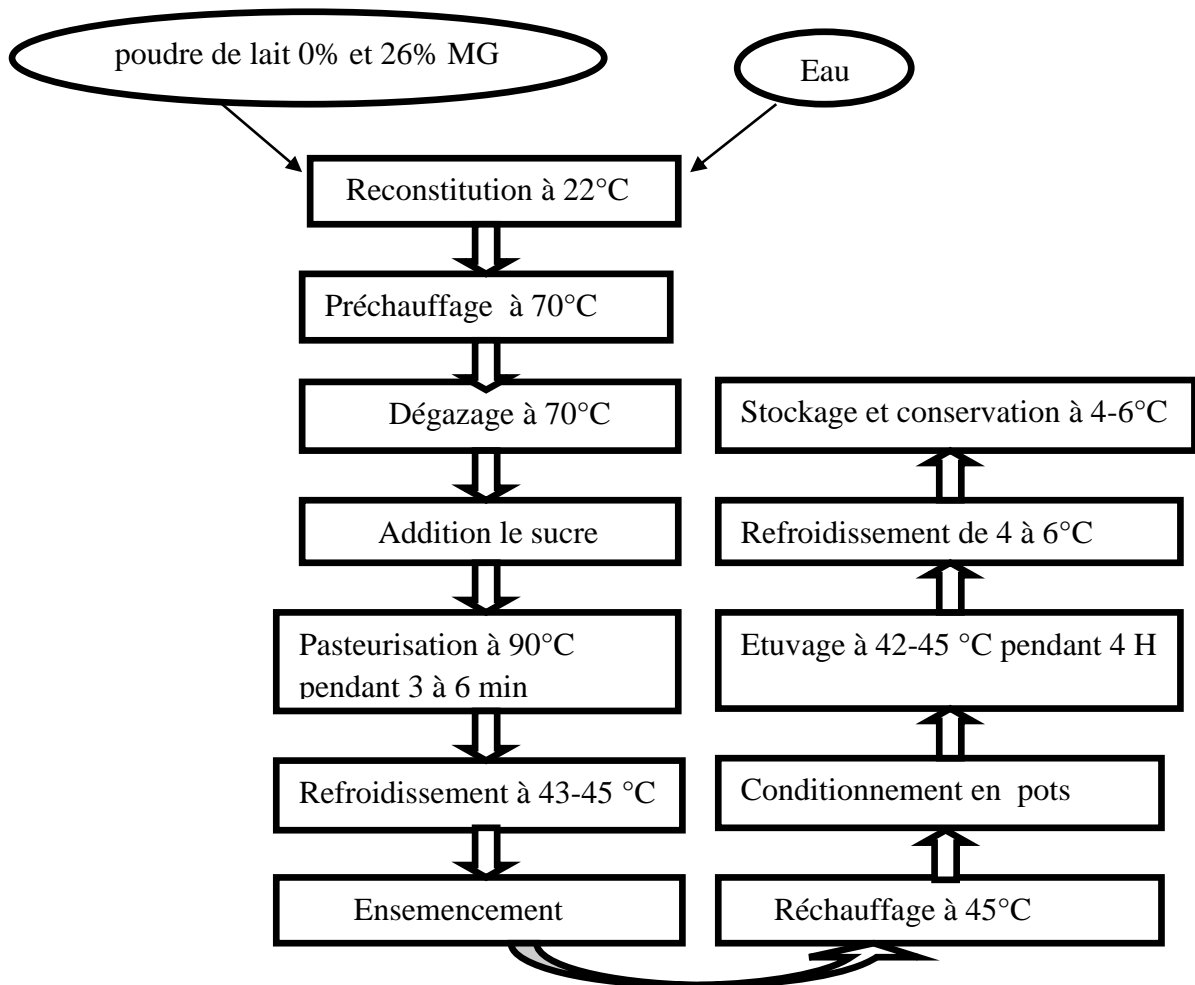 poudre de lait 0% et 26% MG
Eau
Reconstitution à 22°C
Préchauffage à 70°C
Dégazage à 70°C
Addition le sucre
Pasteurisation à 90°C
pendant 3 à 6 min
Refroidissement à 43-45 °C
Ensemencement
Réchauffage à 45°C
Conditionnement en pots
Etuvage à 42-45 °C pendant 4 H
Refroidissement de 4 à 6°C
Stockage et conservation à 4-6°C